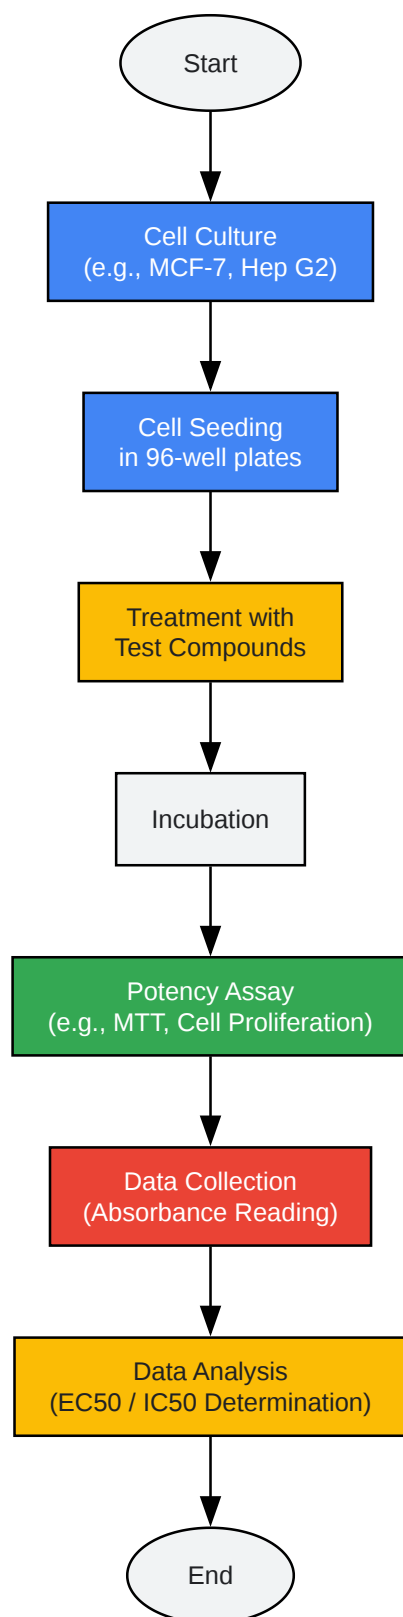 Start
Cell Culture
(e.g., MCF-7, Hep G2)
Cell Seeding
in 96-well plates
Treatment with
Test Compounds
Incubation
Potency Assay
(e.g., MTT, Cell Proliferation)
Data Collection
(Absorbance Reading)
Data Analysis
(EC50 / IC50 Determination)
End